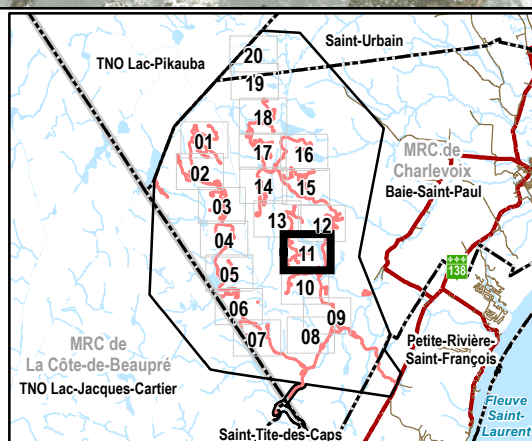 Saint-Urbain
TNO Lac-Pikauba
20
19
18
01
17
16
MRC de
Charlevoix
Baie-Saint-Paul
02
14
15
03
13
12
04
11
138
05
10
06
09
07
08
MRC de
La Côte-de-Beaupré
TNO Lac-Jacques-Cartier
Petite-Rivière-
Saint-François
Fleuve
Saint-
Laurent
Saint-Tite-des-Caps